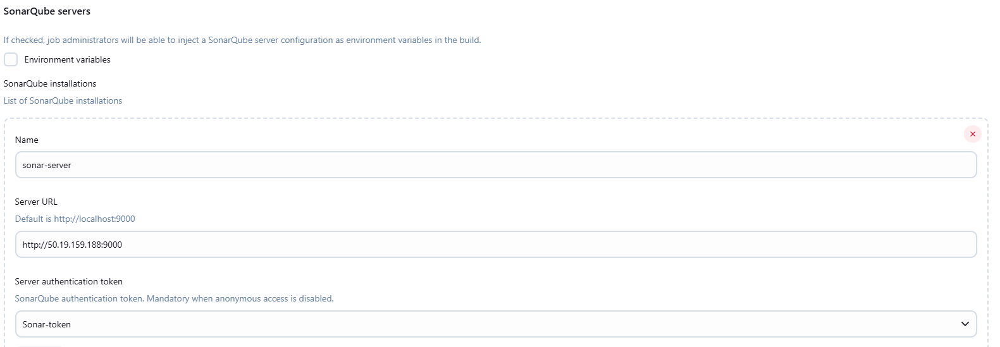 SonarQube servers
If checked, job administrators will be able to inject a SonarQube server configuration as environment variables in the build.
Environment variables
SonarQube installations
List of SonarQube installations
Name
sonar-server
Server URL
Default is http://localhost:9000
http://50.19.159.188:9000
Server authentication token
SonarQube authentication token. Mandatory when anonymous access is disabled.
Sonar-token